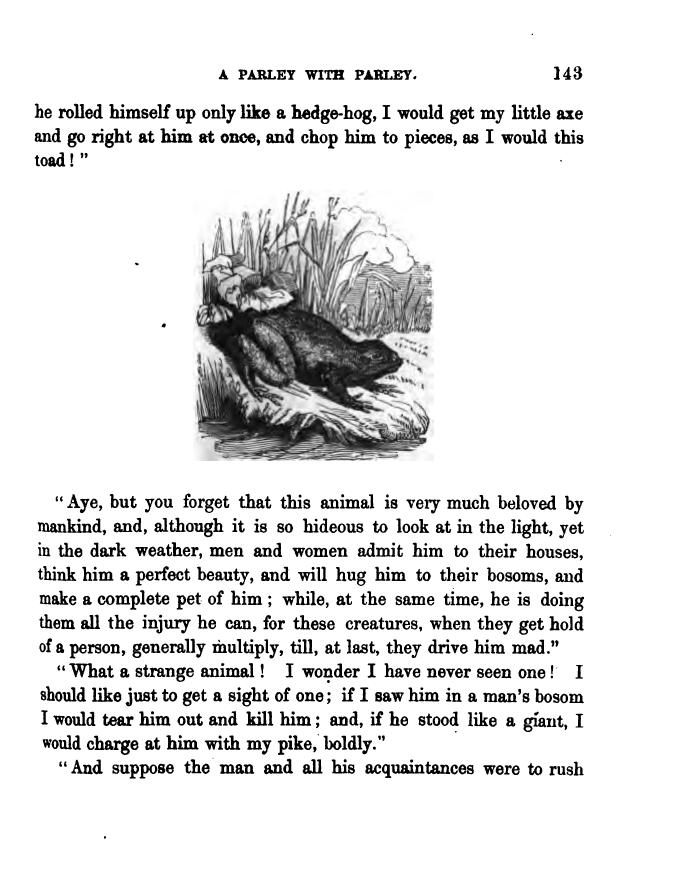 A PARLEY WITH PARLEY. 143
he rolled himself up only like a hedge-hog, I would get my little axe
and go right at him at once, and chop him to pieces, as I would this
toad ! "
" Aye, but you forget that this animal is very much beloved by
mankind, and, although it is so hideous to look at in the light, yet
in the dark weather, men and women admit him to their houses,
think him a perfect beauty, and will hug him to their bosoms, and
make a complete pet of him ; while, at the same time, he is doing
them all the injury he can, for these creatures, when they get hold
of a person, generally multiply, till, at last, they drive him mad."
" What a strange animal ! I wonder I have never seen one ! I
should like just to get a sight of one ; if I saw him in a man's bosom
I would tear him out and kill him ; and, if he stood like a giant, I
would charge at him with my pike, boldly."
" And suppose the man and all his acquaintances were to rush